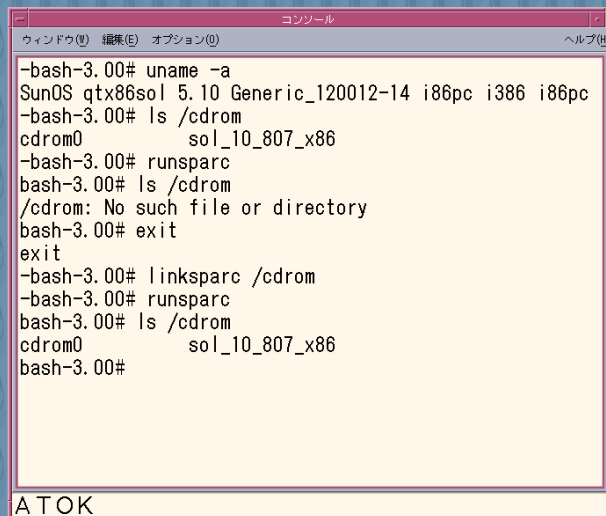 コンソール
ウィンドウ(W) 編集(E) オプション(O) ヘルプ(H
-bash-3.00# uname -a
SunOS qtx86sol 5.10 Generic_120012-14 i86pc i386 i86pc
-bash-3.00# ls /cdrom
cdrom0 sol_10_807_x86
-bash-3.00# runsparc
bash-3.00# ls /cdrom
/cdrom: No such file or directory
bash-3.00# exit
exit
-bash-3.00# linksparc /cdrom
-bash-3.00# runsparc
bash-3.00# ls /cdrom
cdrom0 sol_10_807_x86
bash-3.00#
ATOK